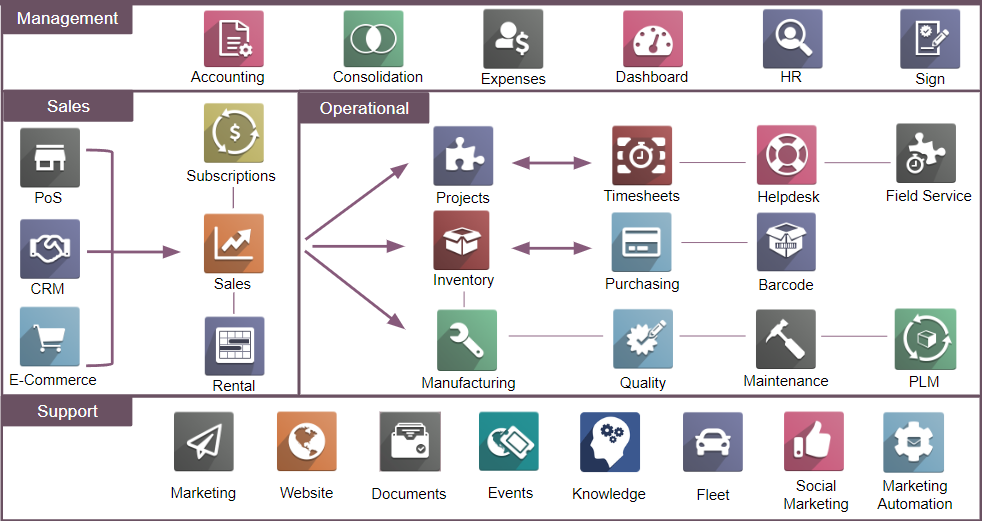 Management
Accounting
Consolidation
Expenses
Dashboard
HR
Sign
Sales
PoS
CRM
E-Commerce
Subscriptions
$
Sales
Rental
Operational
Projects
Timesheets
Helpdesk
Field Service
Inventory
Purchasing
Barcode
Manufacturing
Quality
Maintenance
PLM
Support
Marketing
Website
Documents
Events
Knowledge
Fleet
Social
Marketing
Marketing
Automation